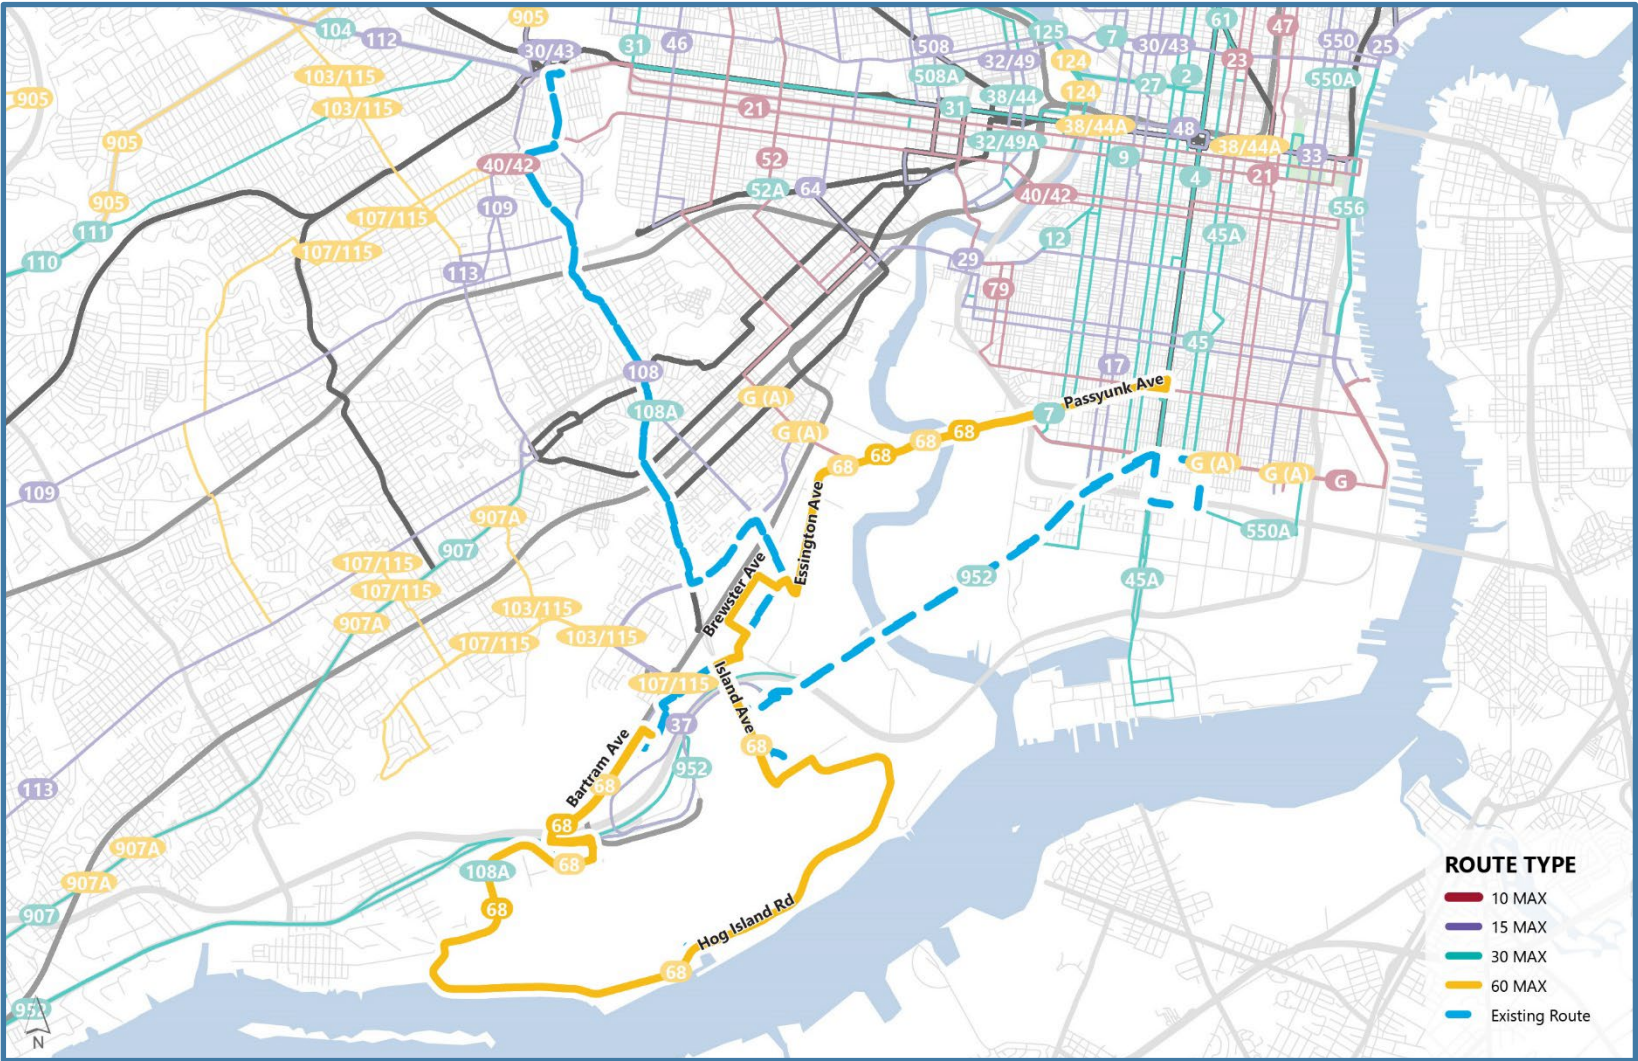 905
104
112
30/43
31
46
508
125
7
30/43
61
47
550
25
32/49
23
103/115
508A
124
2
550A
905
27
124
38/44
103/115
31
21
38/44A
48
905
32/49A
38/44A
33
9
52
40/42
4
21
52A
64
40/42
905
109
556
107/115
111
12
45A
107/115
29
110
113
79
45
17
108
Passyunk Ave
G (A)
108A
7
68
G (A)
68
68
68
G (A)
G (A)
G
109
Essington Ave
907A
550A
907
107/115
Brewster Ave
952
45A
107/115
103/115
907A
103/115
107/115
Island Ave
107/115
37
68
Bartram Ave
952
68
113
68
907A
68
108A
907A
68
907
Hog Island Rd
68
952
N
ROUTE TYPE
10 MAX
15 MAX
30 MAX
60 MAX
Existing Route